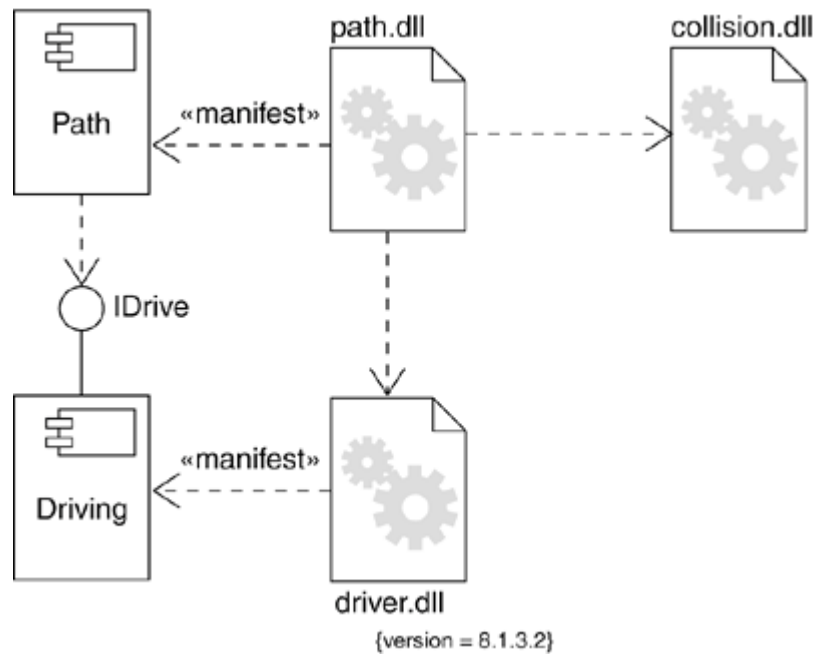 path.dll
collision.dll
Path
«manifest»
IDrive
Driving
«manifest»
driver.dll
{version = 8.1.3.2}